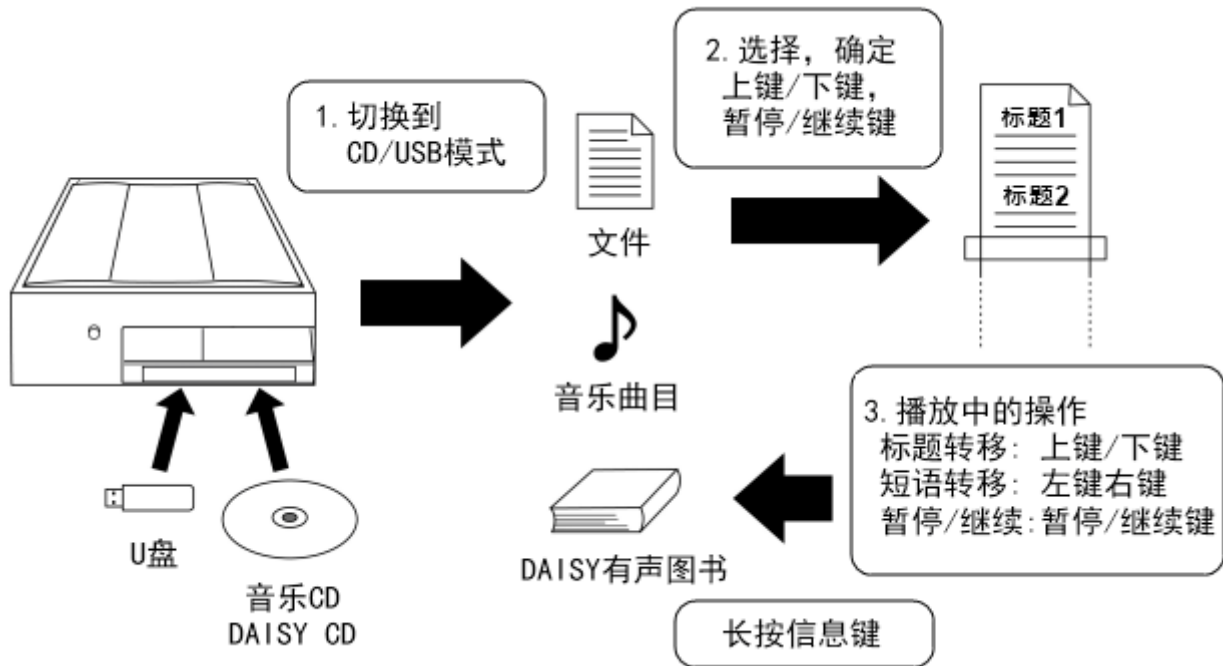 1. 切换到
CD/USB模式
2. 选择，确定
上键/下键，
暂停/继续键
标题1
标题2
文件
音乐曲目
3. 播放中的操作
标题转移： 上键/下键
短语转移： 左键右键
暂停/继续：暂停/继续键
U盘
音乐CD
DAISY CD
DAISY有声图书
长按信息键